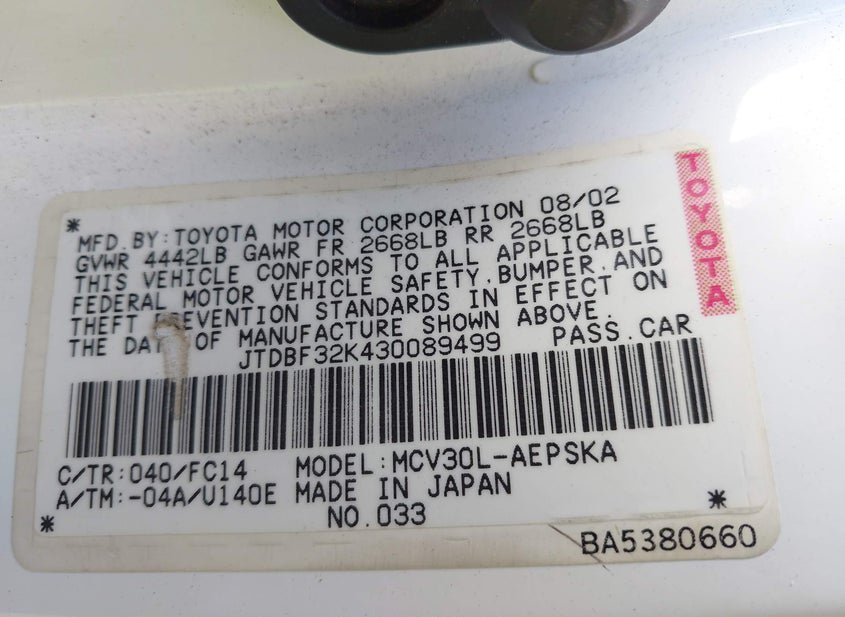 * MFD. BY: TOYOTA MOTOR CORPORATION 08/02
GVWR 4442LB GAWR FR 2668LB RR 2668LB
THIS VEHICLE CONFORMS TO ALL APPLICABLE
FEDERAL MOTOR VEHICLE SAFETY, BUMPER, AND
THEFT PREVENTION STANDARDS IN EFFECT ON
THE DATE OF MANUFACTURE SHOWN ABOVE.
JTDBF32K430089499 PASS. CAR
C/TR:040/FC14 MODEL:MCV30L-AEPSKA
A/TM:-04A/U140E MADE IN JAPAN
* NO.033 *
BA5380660
TOYOTA